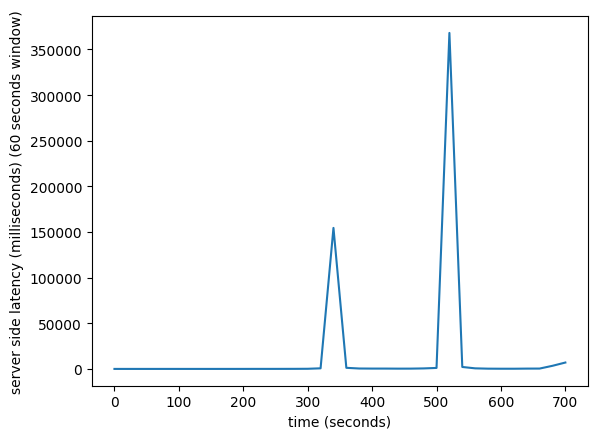 server side latency (milliseconds) (60 seconds window)
350000
300000
250000
200000
150000
100000
50000
0
0 100 200 300 400 500 600 700
time (seconds)